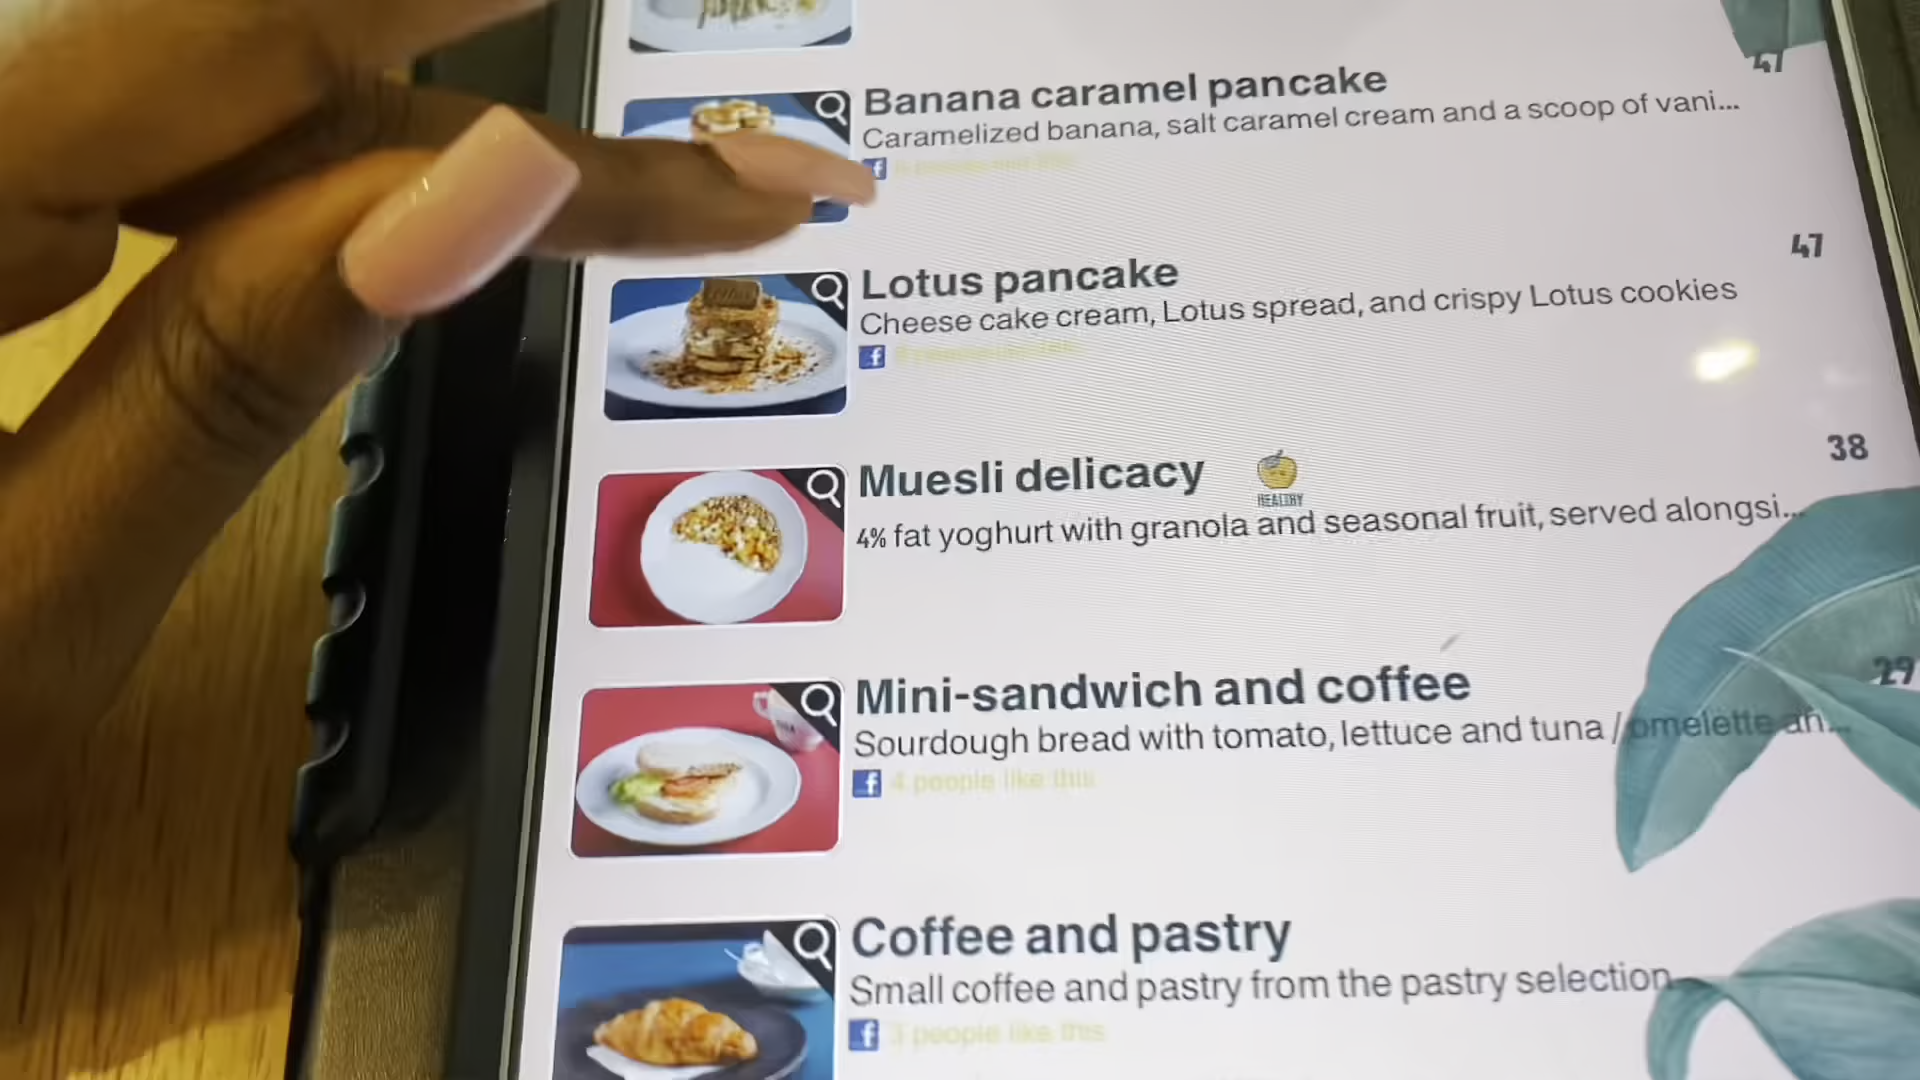 47
Banana caramel pancake
Caramelized banana, salt caramel cream and a scoop of vani...
47
Lotus pancake
Cheese cake cream, Lotus spread, and crispy Lotus cookies
38
Muesli delicacy
HEALTHY
4% fat yoghurt with granola and seasonal fruit, served alongsi...
29
Mini-sandwich and coffee
Sourdough bread with tomato, lettuce and tuna / omelette an...
f 4 people like this
Coffee and pastry
Small coffee and pastry from the pastry selection
f 3 people like this